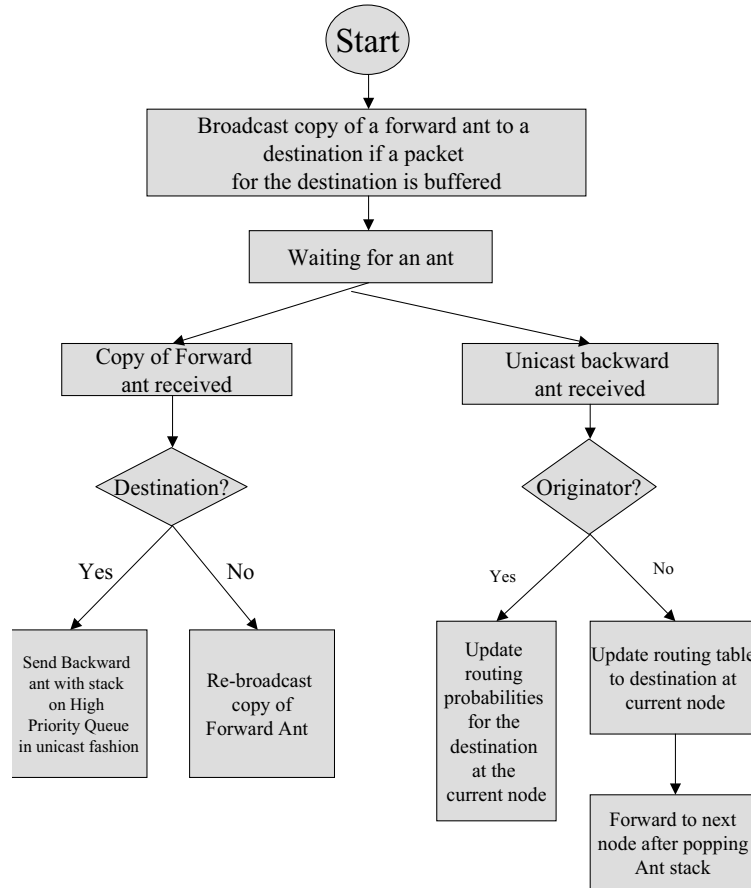 Start
Broadcast copy of a forward ant to a
destination if a packet
for the destination is buffered
Waiting for an ant
Copy of Forward
ant received
Unicast backward
ant received
Destination?
Originator?
Yes
No
Yes
No
Send Backward
ant with stack
on High
Priority Queue
in unicast fashion
Re-broadcast
copy of
Forward Ant
Update
routing
probabilities
for the
destination
at the
current node
Update routing table
to destination at
current node
Forward to next
node after popping
Ant stack